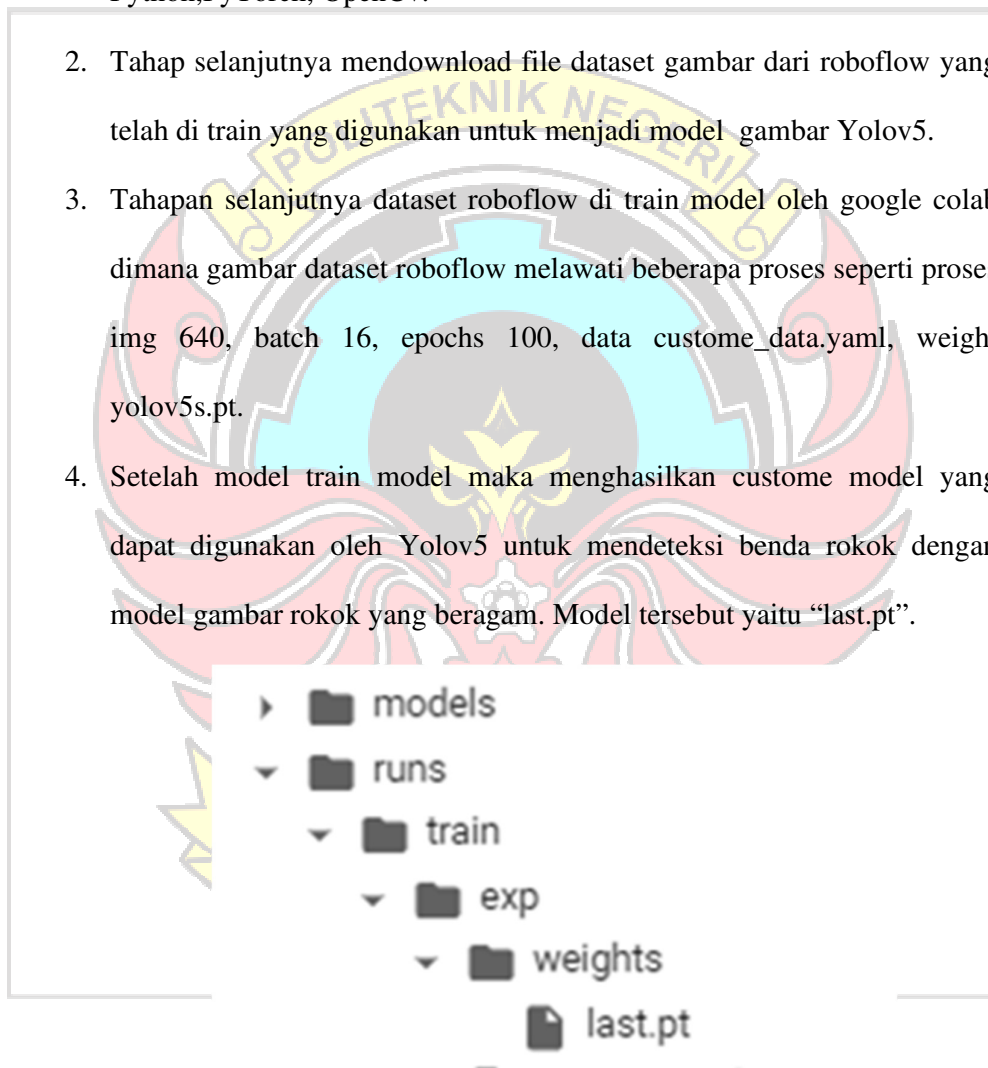 2. Tahap selanjutnya mendownload file dataset gambar dari roboflow yang
telah di train yang digunakan untuk menjadi model gambar Yolov5.
3. Tahapan selanjutnya dataset roboflow di train model oleh google colab
dimana gambar dataset roboflow melawati beberapa proses seperti prose
img 640, batch 16, epochs 100, data custome_data.yaml, weigh
yolov5s.pt.
4. Setelah model train model maka menghasilkan custome model yang
dapat digunakan oleh Yolov5 untuk mendeteksi benda rokok dengan
model gambar rokok yang beragam. Model tersebut yaitu “last.pt”.
POLITEKNIK NEGERI
models
runs
train
exp
weights
last.pt